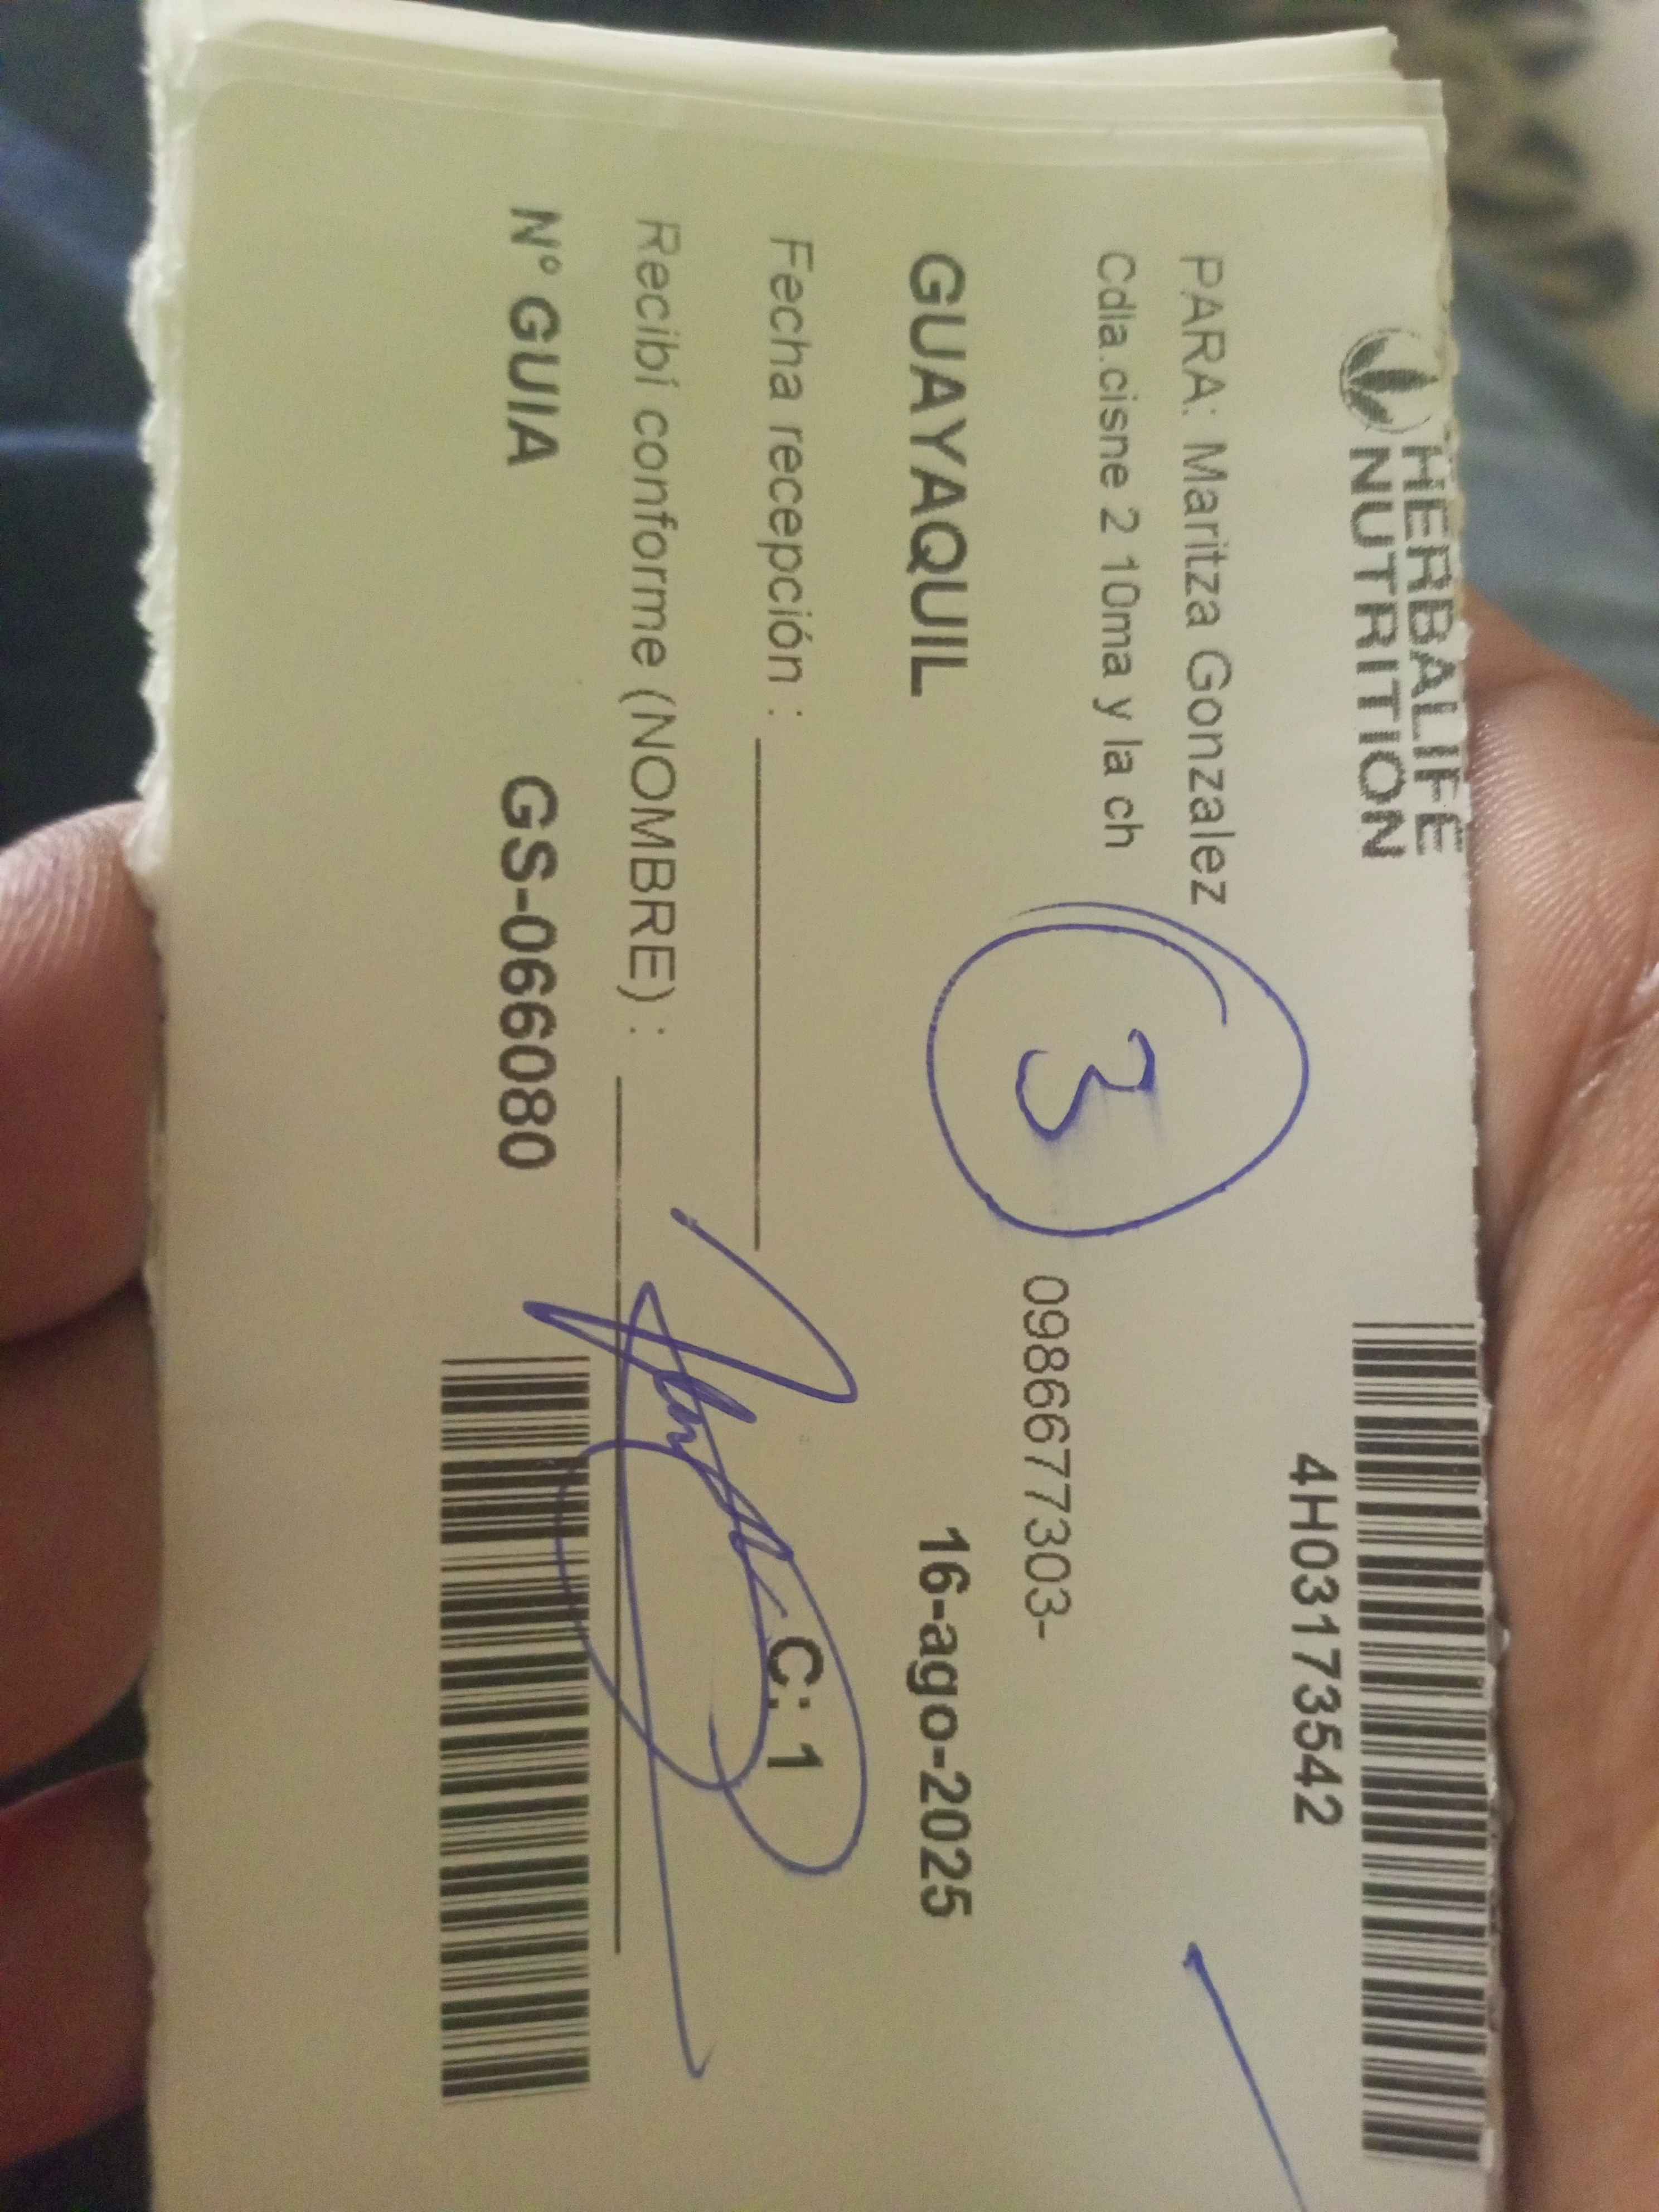 HERBALIFE
NUTRITION
4H03173542
PARA: Maritza Gonzalez
Cdla.cisne 2 10ma y la ch
3
0986677303-
GUAYAQUIL
16-ago-2025
Fecha recepción :
C: 1
Recibí conforme (NOMBRE) :
N° GUIA
GS-066080